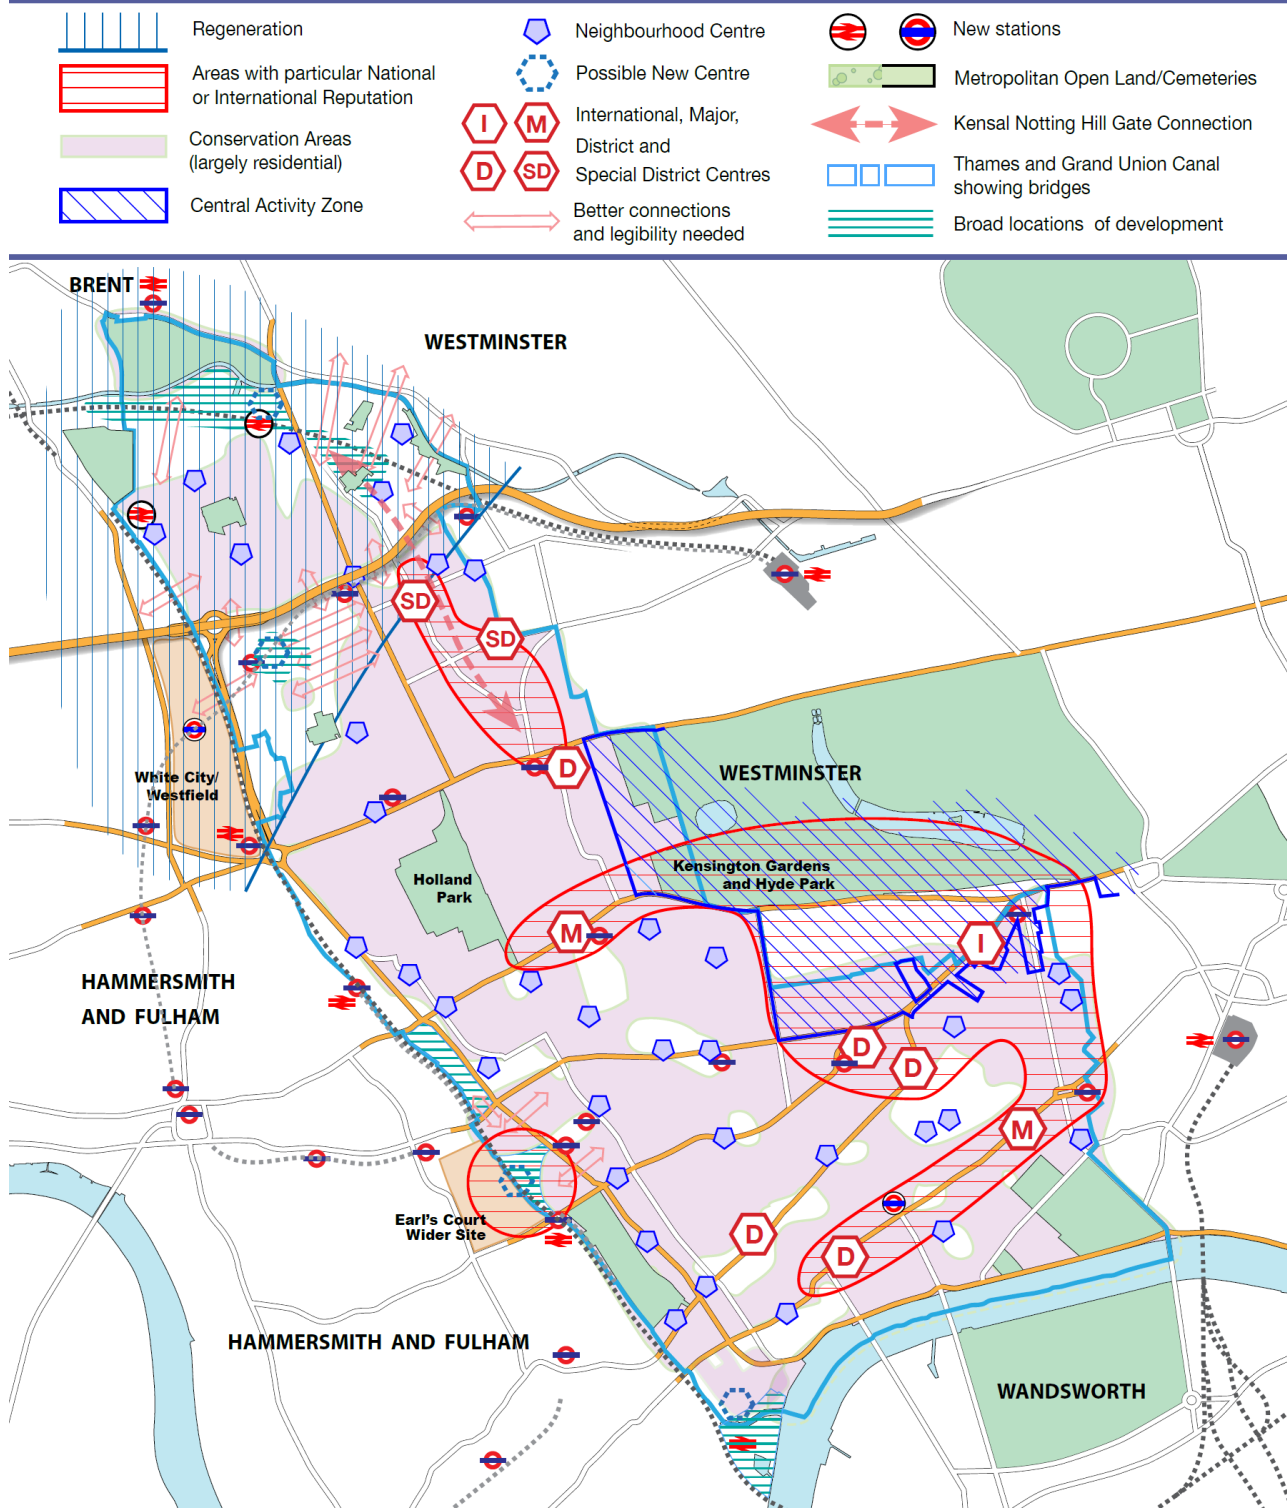 Regeneration
Areas with particular National
or International Reputation
Conservation Areas
(largely residential)
Central Activity Zone
Neighbourhood Centre
Possible New Centre
I M
D SD
International, Major,
District and
Special District Centres
Better connections
and legibility needed
New stations
Metropolitan Open Land/Cemeteries
Kensal Notting Hill Gate Connection
Thames and Grand Union Canal
showing bridges
Broad locations of development
BRENT
WESTMINSTER
SD
SD
D
White City/
Westfield
WESTMINSTER
Kensington Gardens
and Hyde Park
Holland
Park
M
I
HAMMERSMITH
AND FULHAM
D
D
M
Earl's Court
Wider Site
D
D
HAMMERSMITH AND FULHAM
WANDSWORTH